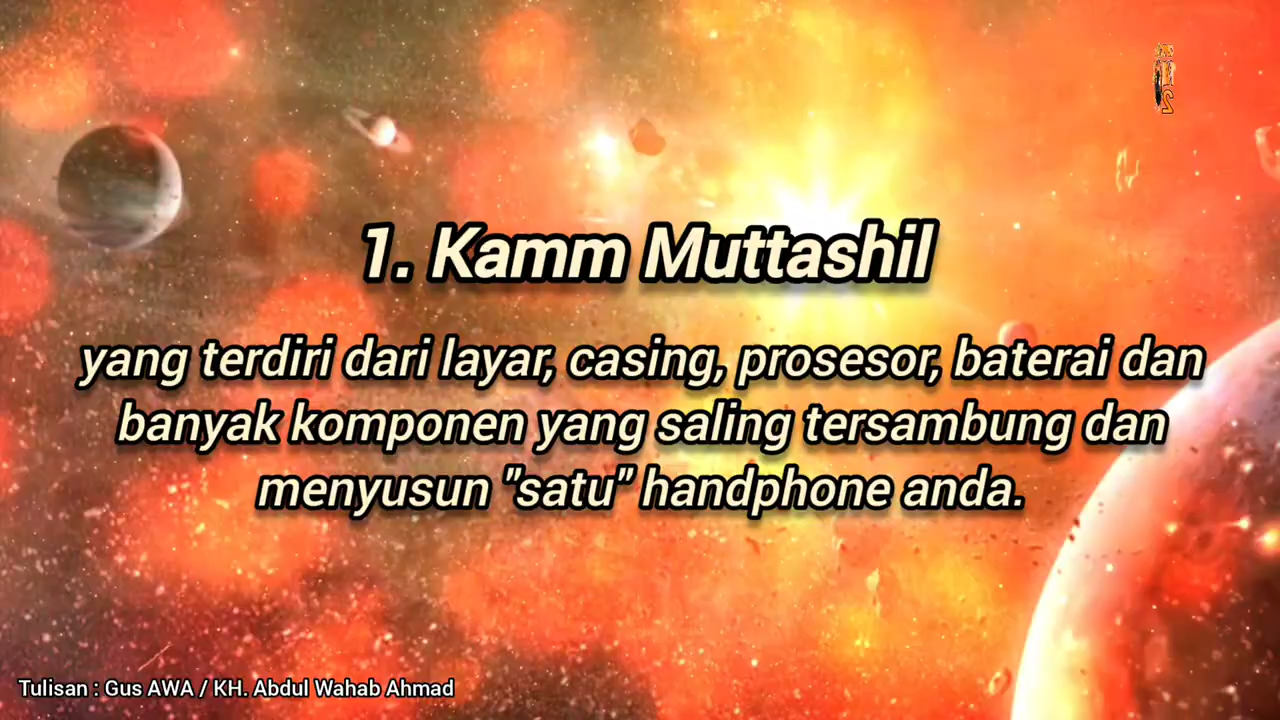 1. Kamm Muttashil
yang terdiri dari layar, casing, prosesor, baterai dan
banyak komponen yang saling tersambung dan
menyusun "satu" handphone anda.
Tulisan : Gus AWA / KH. Abdul Wahab Ahmad